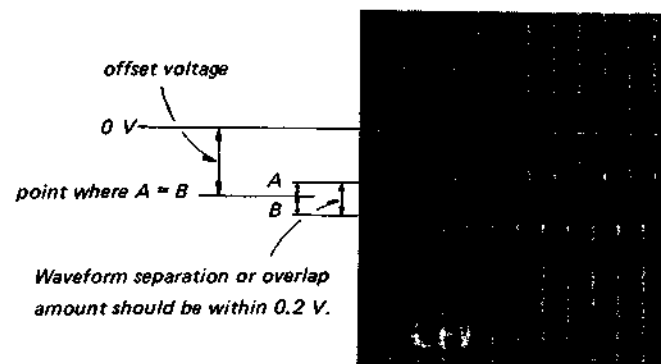 offset voltage
0 V
point where A = B
A
B
Waveform separation or overlap
amount should be within 0.2 V.